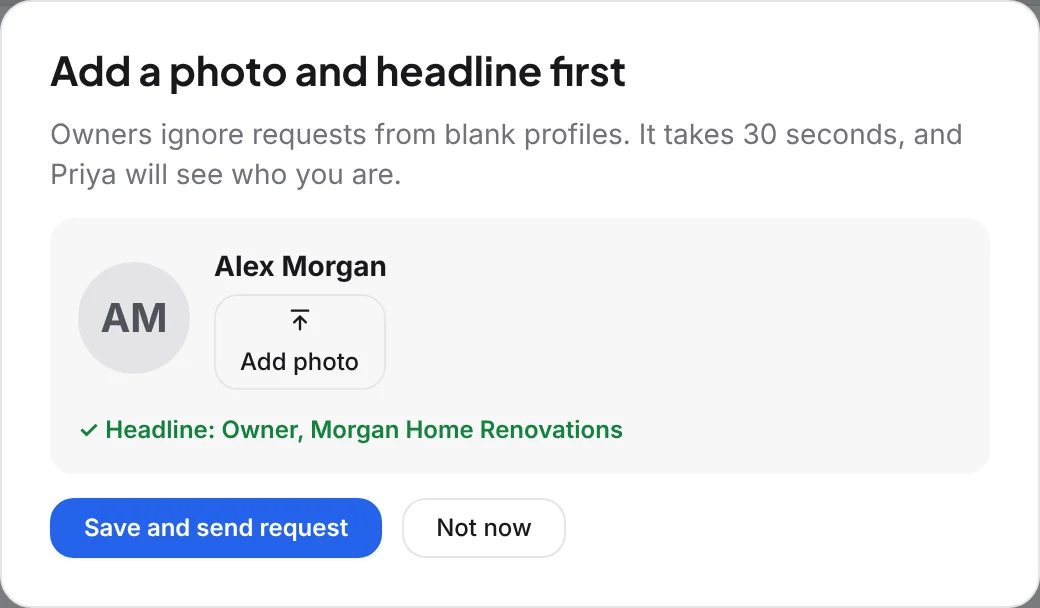 Add a photo and headline first
Owners ignore requests from blank profiles. It takes 30 seconds, and
Priya will see who you are.
AM
Alex Morgan
Add photo
✓ Headline: Owner, Morgan Home Renovations
Save and send request
Not now